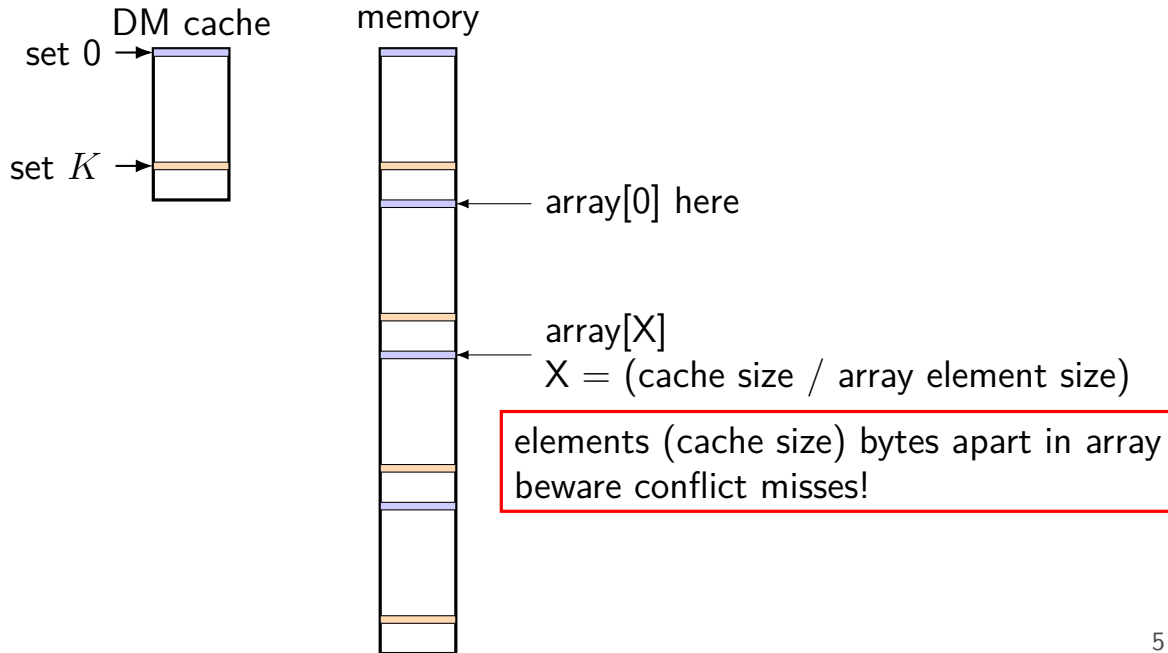 DM cache
memory
set 0
set K
array[0] here
array[X]
X = (cache size / array element size)
elements (cache size) bytes apart in array
beware conflict misses!
5